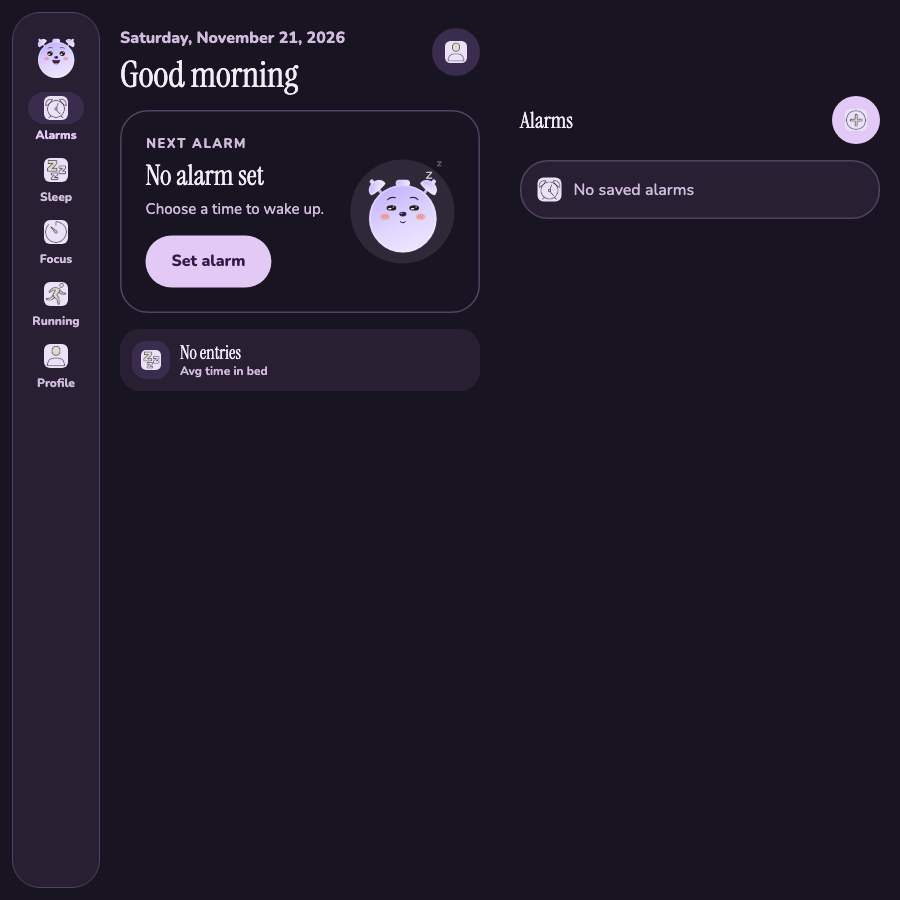 Alarms
Sleep
Focus
Running
Profile
Saturday, November 21, 2026
Good morning
NEXT ALARM
No alarm set
Choose a time to wake up.
Set alarm
z
z
No entries
Avg time in bed
Alarms
No saved alarms